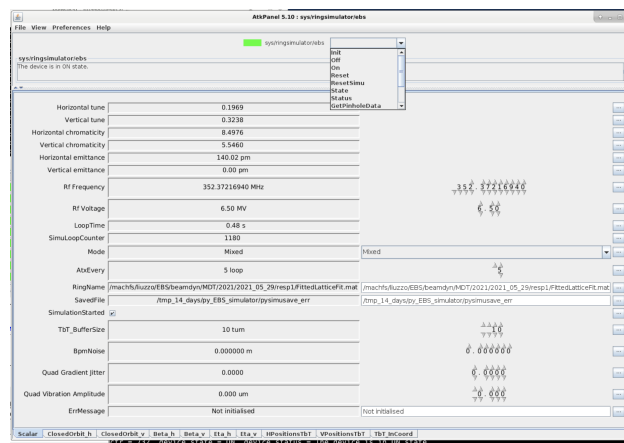 AtkPanel 5.10 : sys/ringsimulator/ebs
File View Preferences Help
sys/ringsimulator/ebs
Init
Off
On
Reset
ResetSimu
State
Status
GetPinholeData
sys/ringsimulator/ebs
The device is in ON state.
Horizontal tune 0.1969
Vertical tune 0.3238
Horizontal chromaticity 8.4976
Vertical chromaticity 5.5460
Horizontal emittance 140.02 pm
Vertical emittance 0.00 pm
Rf Frequency 352.37216940 MHz 352.37216940
Rf Voltage 6.50 MV 6.50
LoopTime 0.48 s
SimuLoopCounter 1180
Mode Mixed Mixed
AtxEvery 5 loop 5
RingName /machfs/liuzzo/EBS/beamdyn/MDT/2021/2021_05_29/resp1/FittedLatticeFit.mat /machfs/liuzzo/EBS/beamdyn/MDT/2021/2021_05_29/resp1/FittedLatticeFit.mat
SavedFile /tmp_14_days/py_EBS_simulator/pysimusave_err /tmp_14_days/py_EBS_simulator/pysimusave_err
SimulationStarted
TbT_BufferSize 10 turn 10
BpmNoise 0.000000 m 0.000000
Quad Gradient Jitter 0.0000 0.0000
Quad Vibration Amplitude 0.000 um 0.000
ErrMessage Not initialised Not initialised
Scalar ClosedOrbit_h ClosedOrbit_v Beta_h Beta_v Eta_h Eta_v HPositionsTbT VPositionsTbT TbT_InCoord